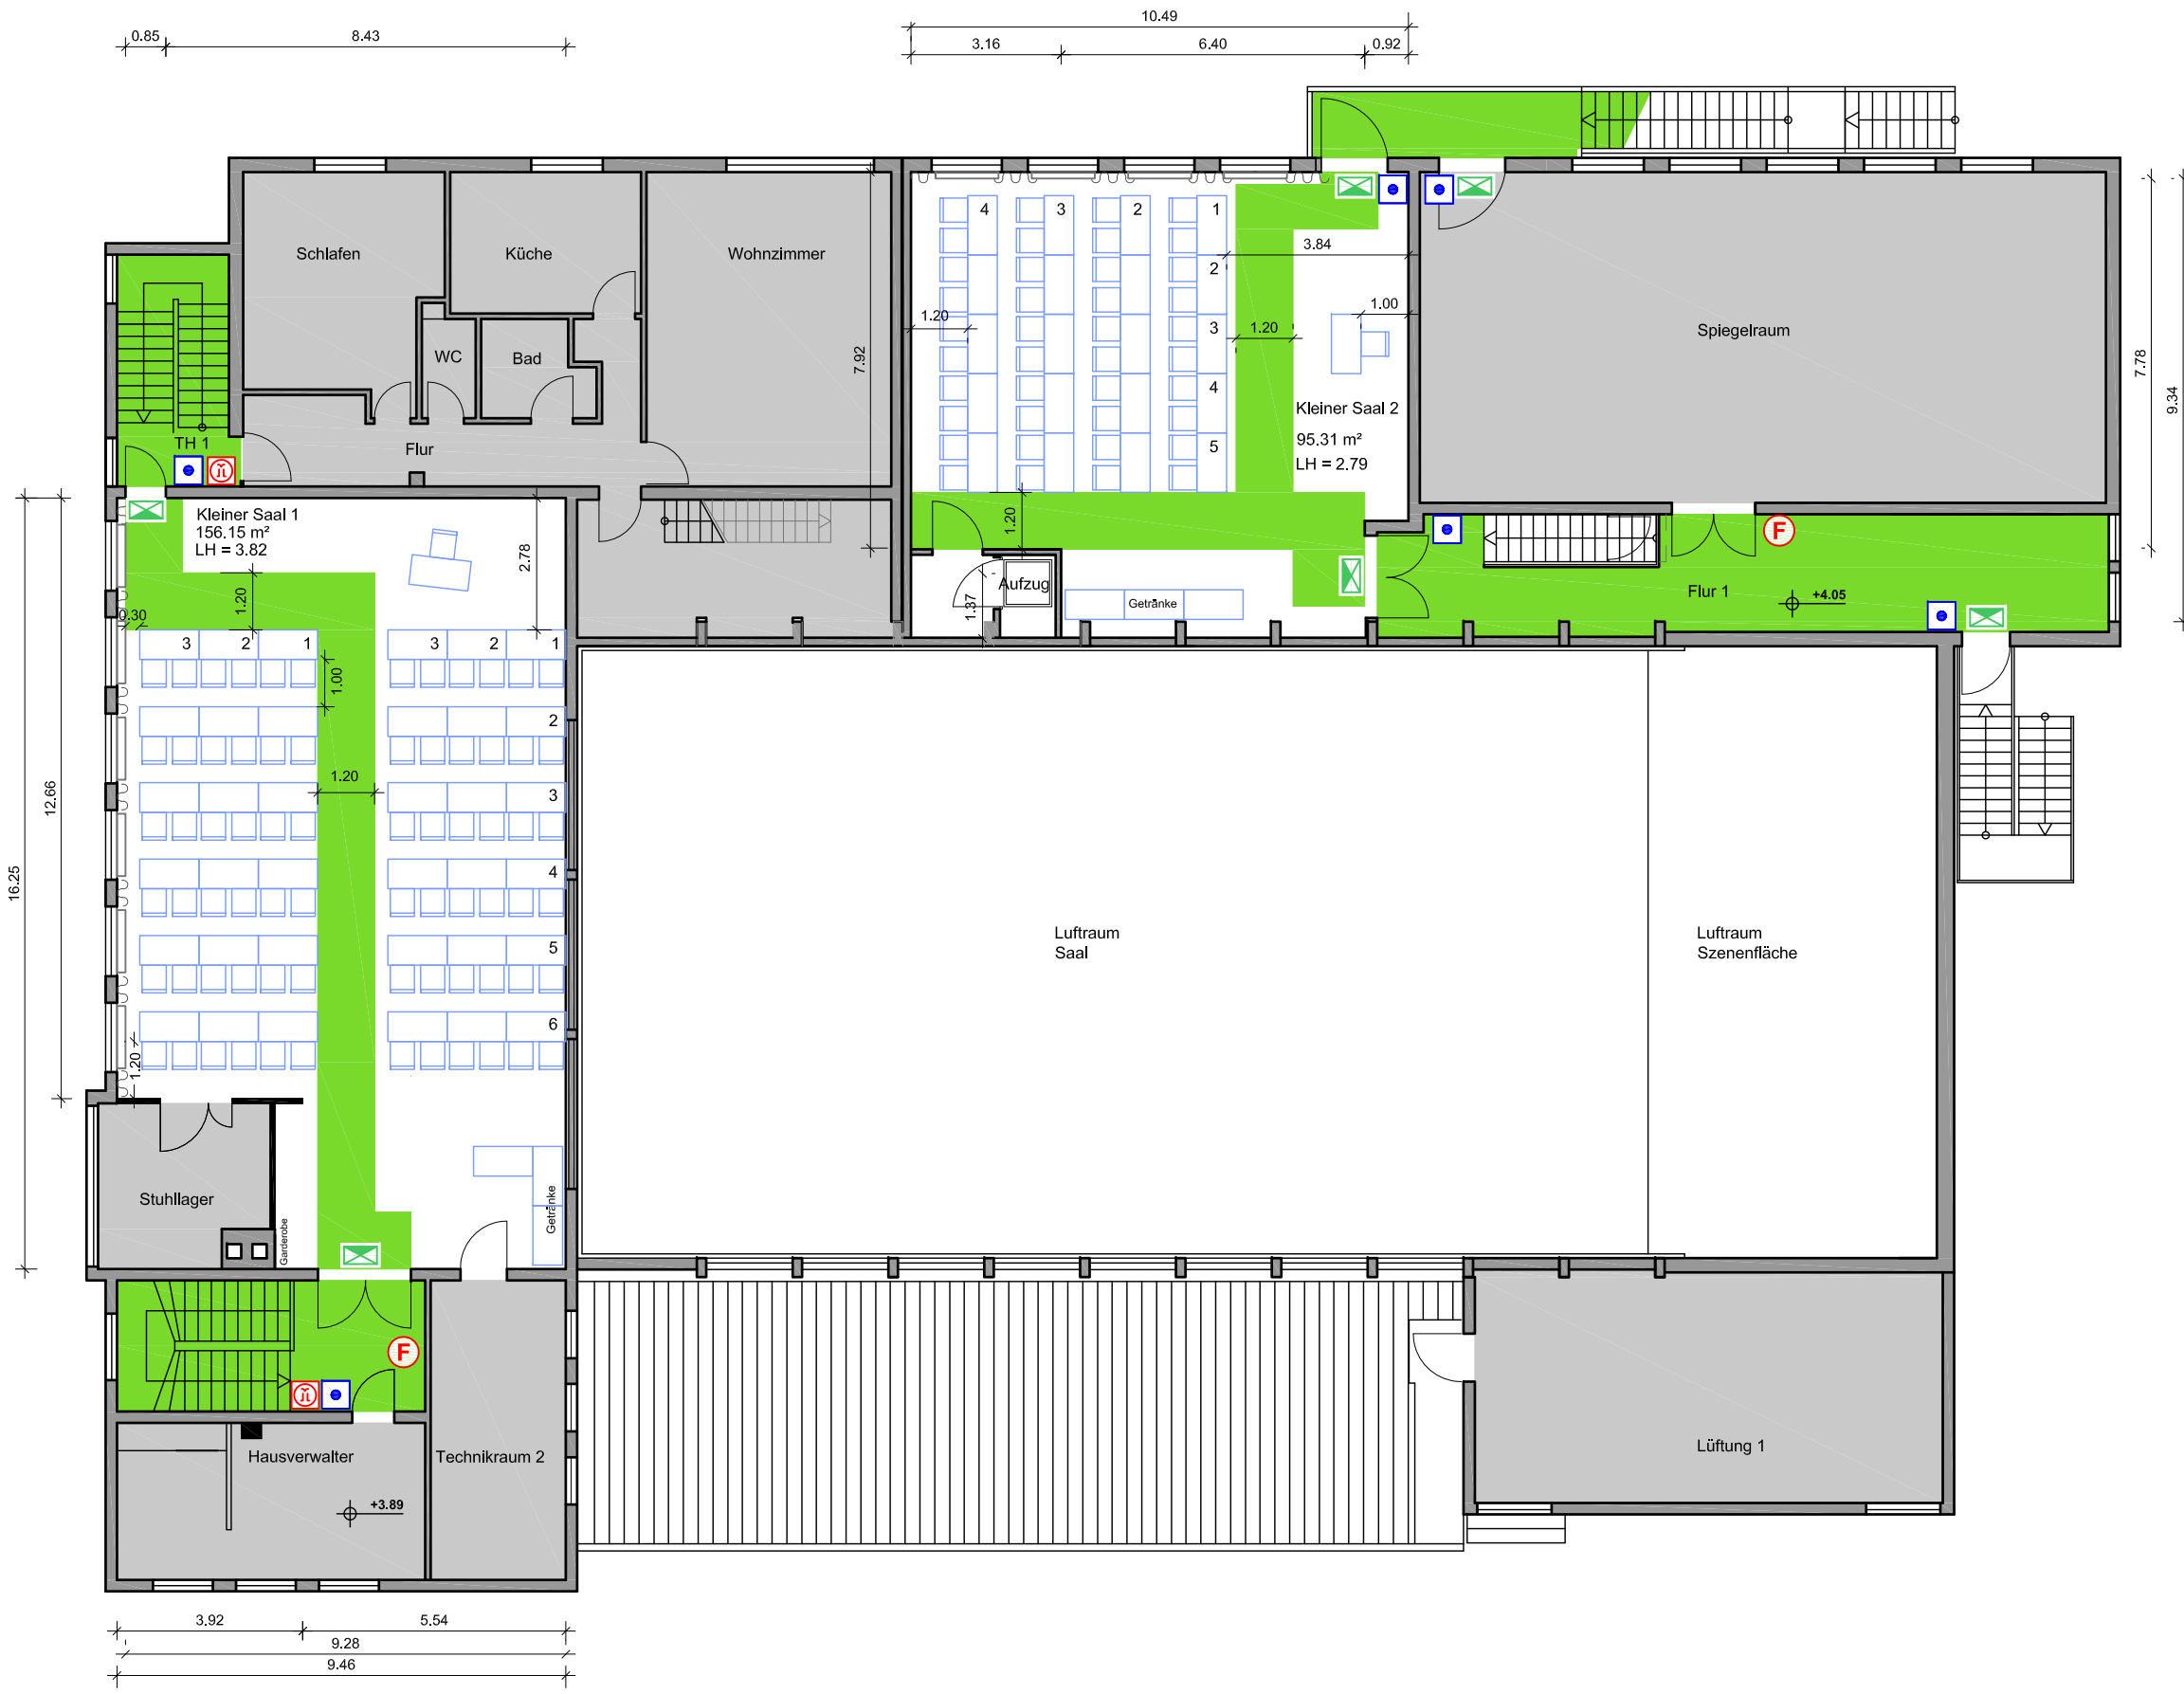 10.49
0.85
8.43
3.16
6.40
0.92
Schlafen
Küche
Wohnzimmer
4
3
2
1
3.84
2
1.00
1.20
3
1.20
Spiegelraum
WC
Bad
7.92
7.78
9.34
4
Kleiner Saal 2
95.31 m²
LH = 2.79
5
TH 1
Flur
Kleiner Saal 1
156.15 m²
LH = 3.82
2.78
1.20
F
1.20
0.30
Aufzug
1.37
Getränke
Flur 1
+4.05
3
2
1
3
2
1
1.00
2
1.20
3
12.66
16.25
4
5
6
1.20
Luftraum
Saal
Luftraum
Szenenfläche
Stuhllager
Garderobe
Getränke
F
Hausverwalter
Technikraum 2
+3.89
Lüftung 1
3.92
5.54
9.28
9.46